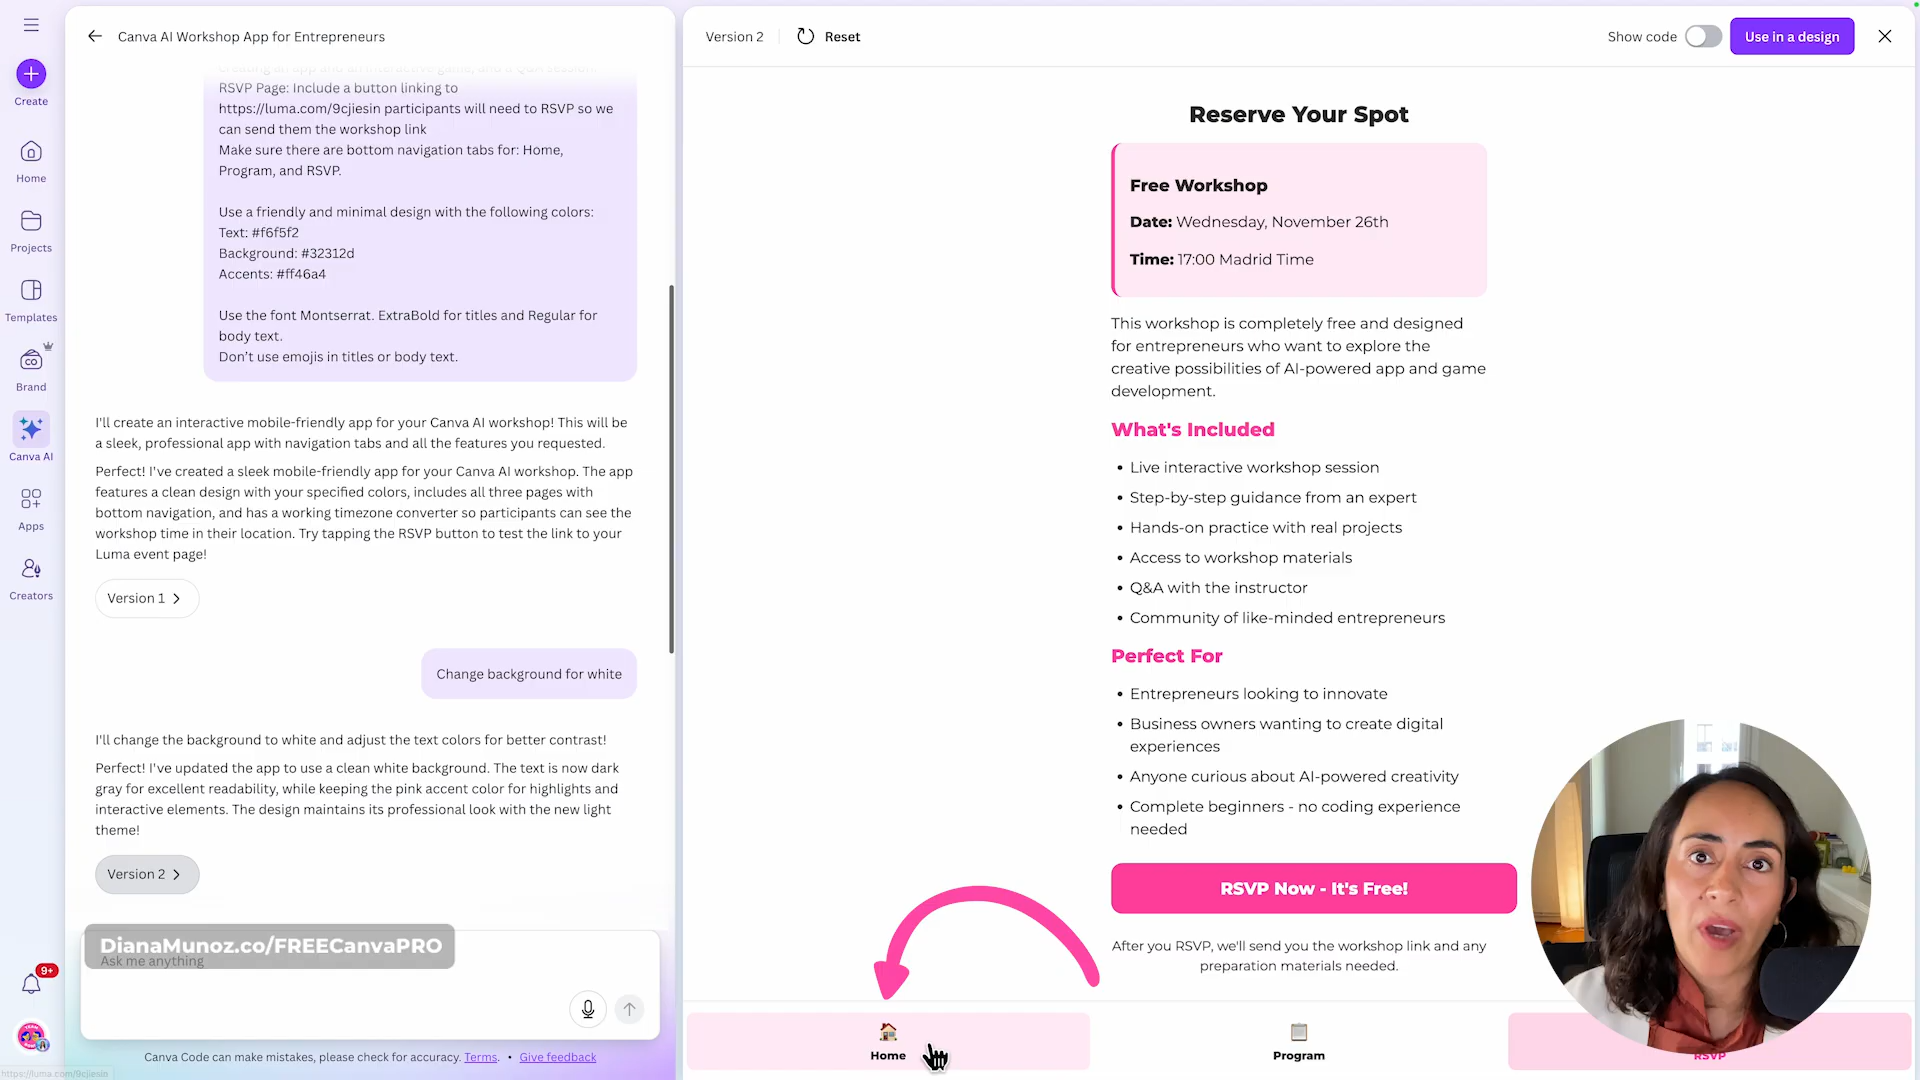 Create
Home
Projects
Templates
Brand
Canva AI
Apps
Creators
9+
Canva AI Workshop App for Entrepreneurs
creating an app and an interactive game, and a Q&A session.
RSVP Page: Include a button linking to
https://luma.com/9cjiesin participants will need to RSVP so we
can send them the workshop link
Make sure there are bottom navigation tabs for: Home,
Program, and RSVP.
Use a friendly and minimal design with the following colors:
Text: #f6f5f2
Background: #32312d
Accents: #ff46a4
Use the font Montserrat. ExtraBold for titles and Regular for
body text.
Don't use emojis in titles or body text.
I'll create an interactive mobile-friendly app for your Canva AI workshop! This will be
a sleek, professional app with navigation tabs and all the features you requested.
Perfect! I've created a sleek mobile-friendly app for your Canva AI workshop. The app
features a clean design with your specified colors, includes all three pages with
bottom navigation, and has a working timezone converter so participants can see the
workshop time in their location. Try tapping the RSVP button to test the link to your
Luma event page!
Version 1
Change background for white
I'll change the background to white and adjust the text colors for better contrast!
Perfect! I've updated the app to use a clean white background. The text is now dark
gray for excellent readability, while keeping the pink accent color for highlights and
interactive elements. The design maintains its professional look with the new light
theme!
Version 2
DianaMunoz.co/FREECanvaPRO
Ask me anything
Canva Code can make mistakes, please check for accuracy. Terms. • Give feedback
https://luma.com/9cjiesin
Version 2
Reset
Show code
Use in a design
Reserve Your Spot
Free Workshop
Date: Wednesday, November 26th
Time: 17:00 Madrid Time
This workshop is completely free and designed
for entrepreneurs who want to explore the
creative possibilities of AI-powered app and game
development.
What's Included
• Live interactive workshop session
• Step-by-step guidance from an expert
• Hands-on practice with real projects
• Access to workshop materials
• Q&A with the instructor
• Community of like-minded entrepreneurs
Perfect For
• Entrepreneurs looking to innovate
• Business owners wanting to create digital
experiences
• Anyone curious about AI-powered creativity
• Complete beginners - no coding experience
needed
RSVP Now - It's Free!
After you RSVP, we'll send you the workshop link and any
preparation materials needed.
Home
Program
RSVP